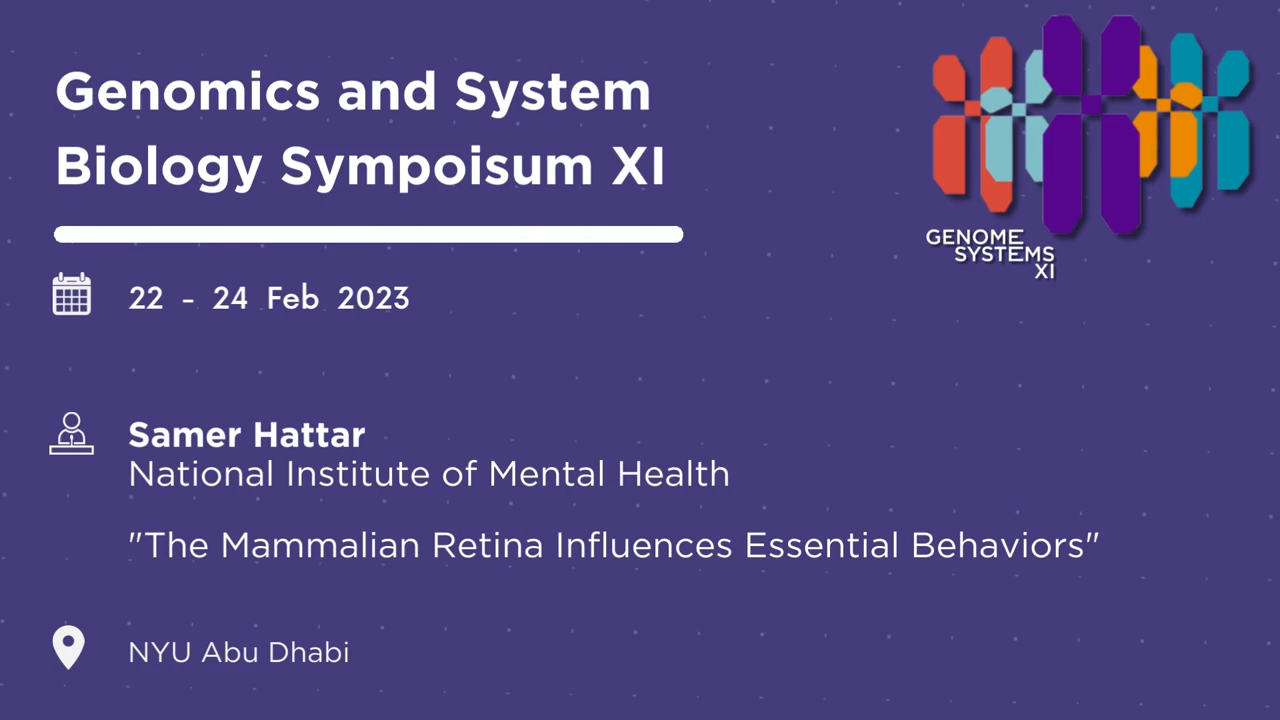 Genomics and System
Biology Sympoisum XI
GENOME
SYSTEMS
XI
22 - 24 Feb 2023
Samer Hattar
National Institute of Mental Health
"The Mammalian Retina Influences Essential Behaviors"
NYU Abu Dhabi